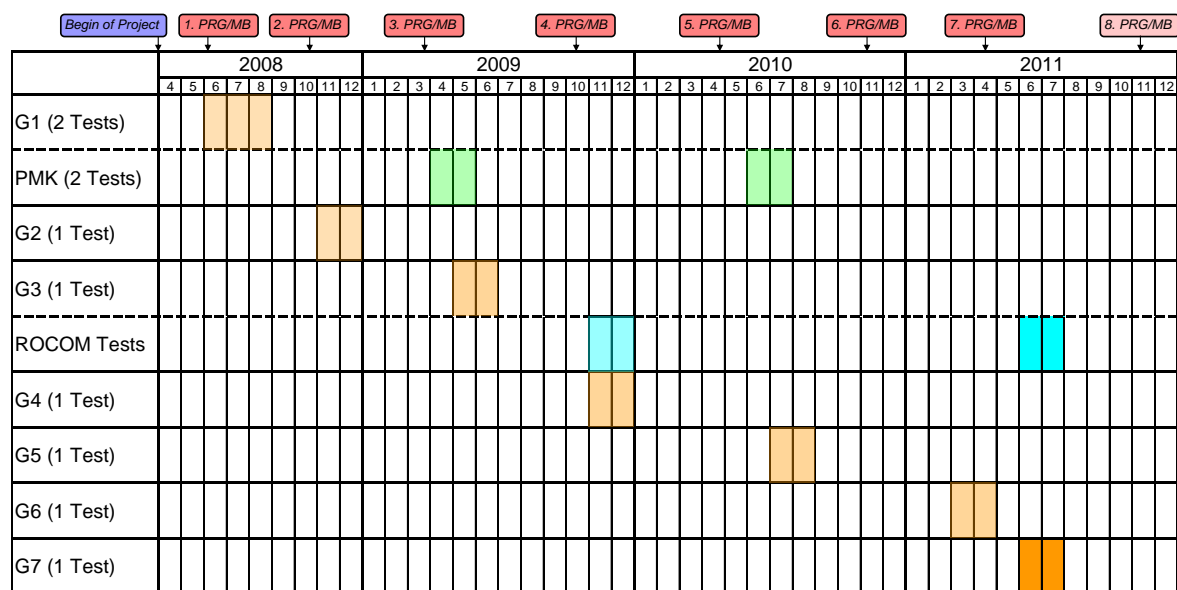 Begin of Project 1. PRG/MB 2. PRG/MB 3. PRG/MB 4. PRG/MB 5. PRG/MB 6. PRG/MB 7. PRG/MB 8. PRG/MB
2008 2009 2010 2011
4 5 6 7 8 9 10 11 12 1 2 3 4 5 6 7 8 9 10 11 12 1 2 3 4 5 6 7 8 9 10 11 12 1 2 3 4 5 6 7 8 9 10 11 12
G1 (2 Tests)
PMK (2 Tests)
G2 (1 Test)
G3 (1 Test)
ROCOM Tests
G4 (1 Test)
G5 (1 Test)
G6 (1 Test)
G7 (1 Test)